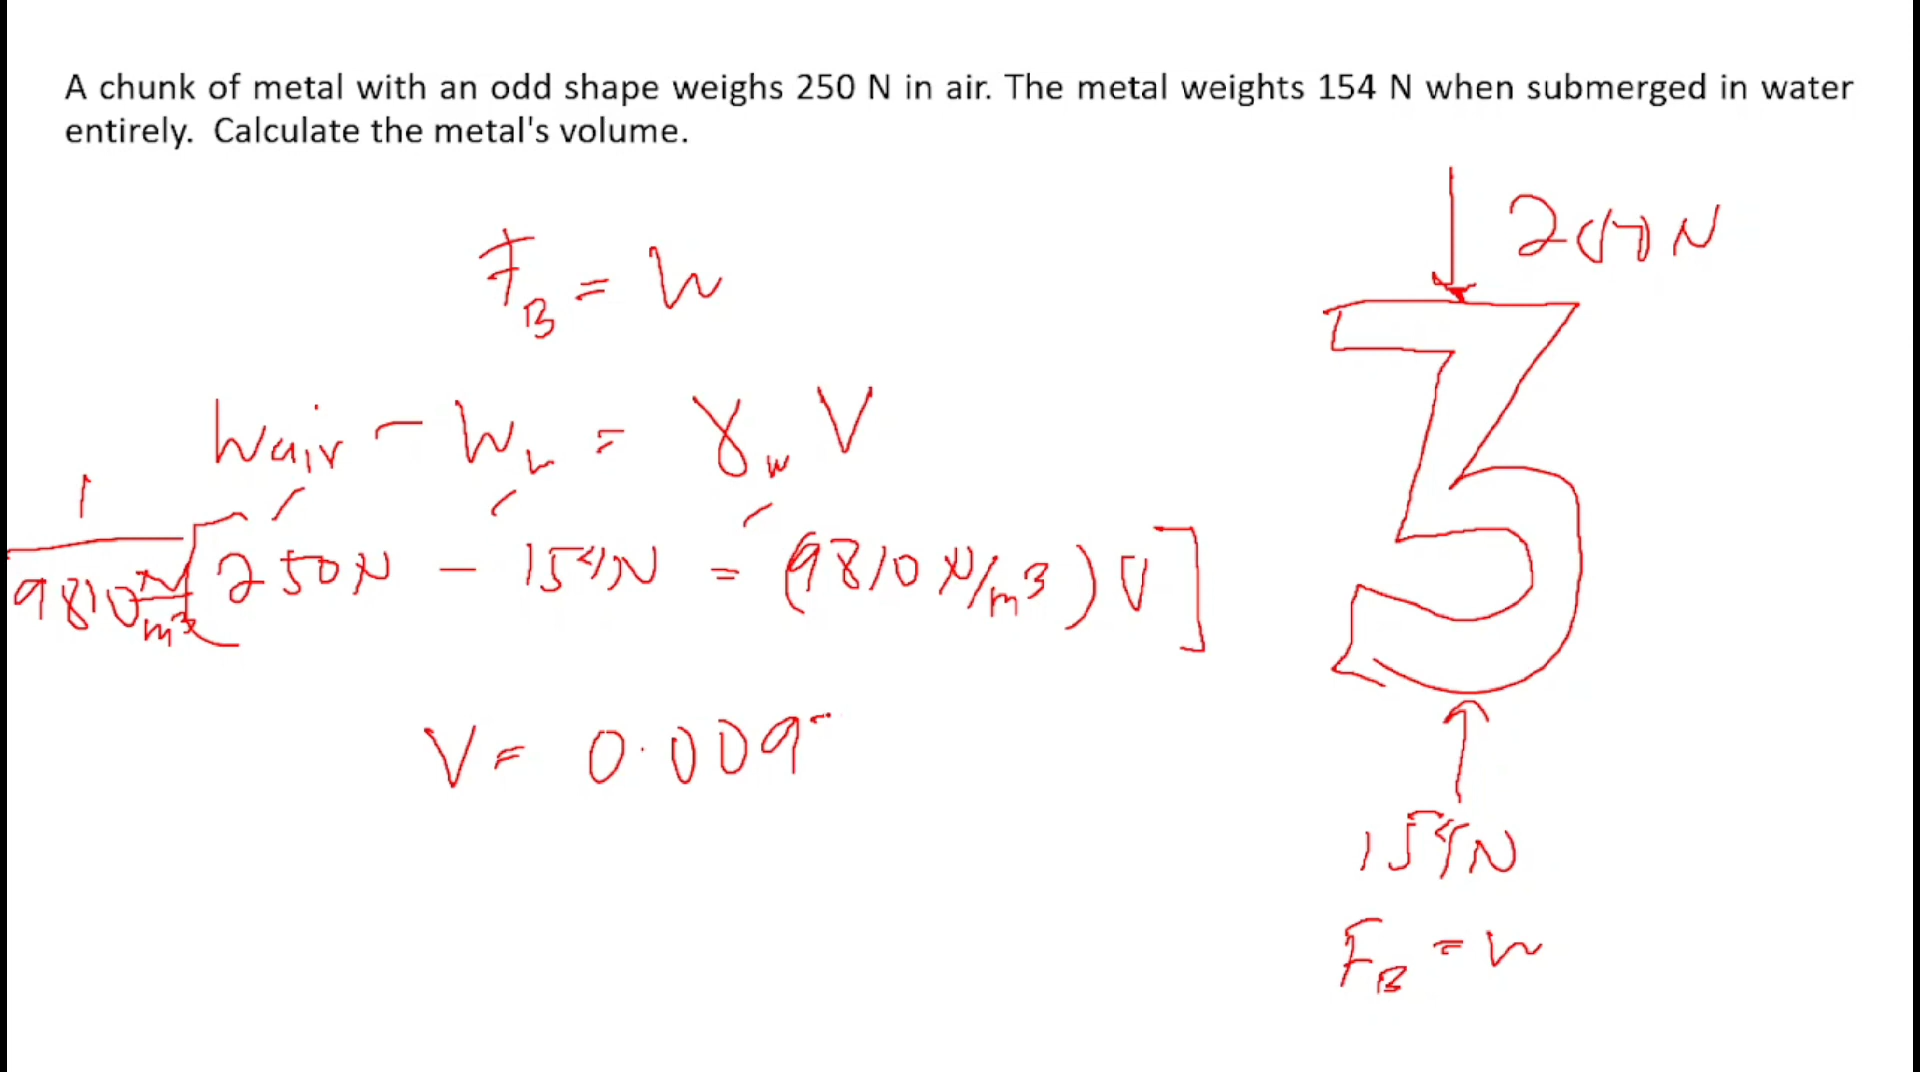 A chunk of metal with an odd shape weighs 250 N in air. The metal weights 154 N when submerged in water
entirely. Calculate the metal's volume.
250 N
F_B = W
W_air - W_w = γ_w V
1/(9810 N/m³) [250N - 154N = (9810 N/m³) V]
V = 0.009
154N
F_B = W